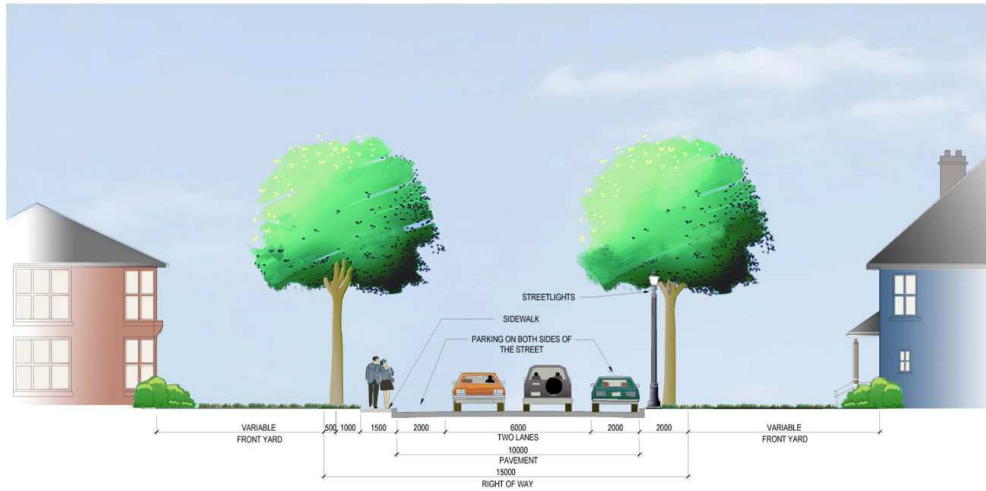 STREETLIGHTS
SIDEWALK
PARKING ON BOTH SIDES OF
THE STREET
VARIABLE
FRONT YARD
500
1000
1500
2000
6000
TWO LANES
2000
2000
VARIABLE
FRONT YARD
10000
PAVEMENT
15000
RIGHT OF WAY